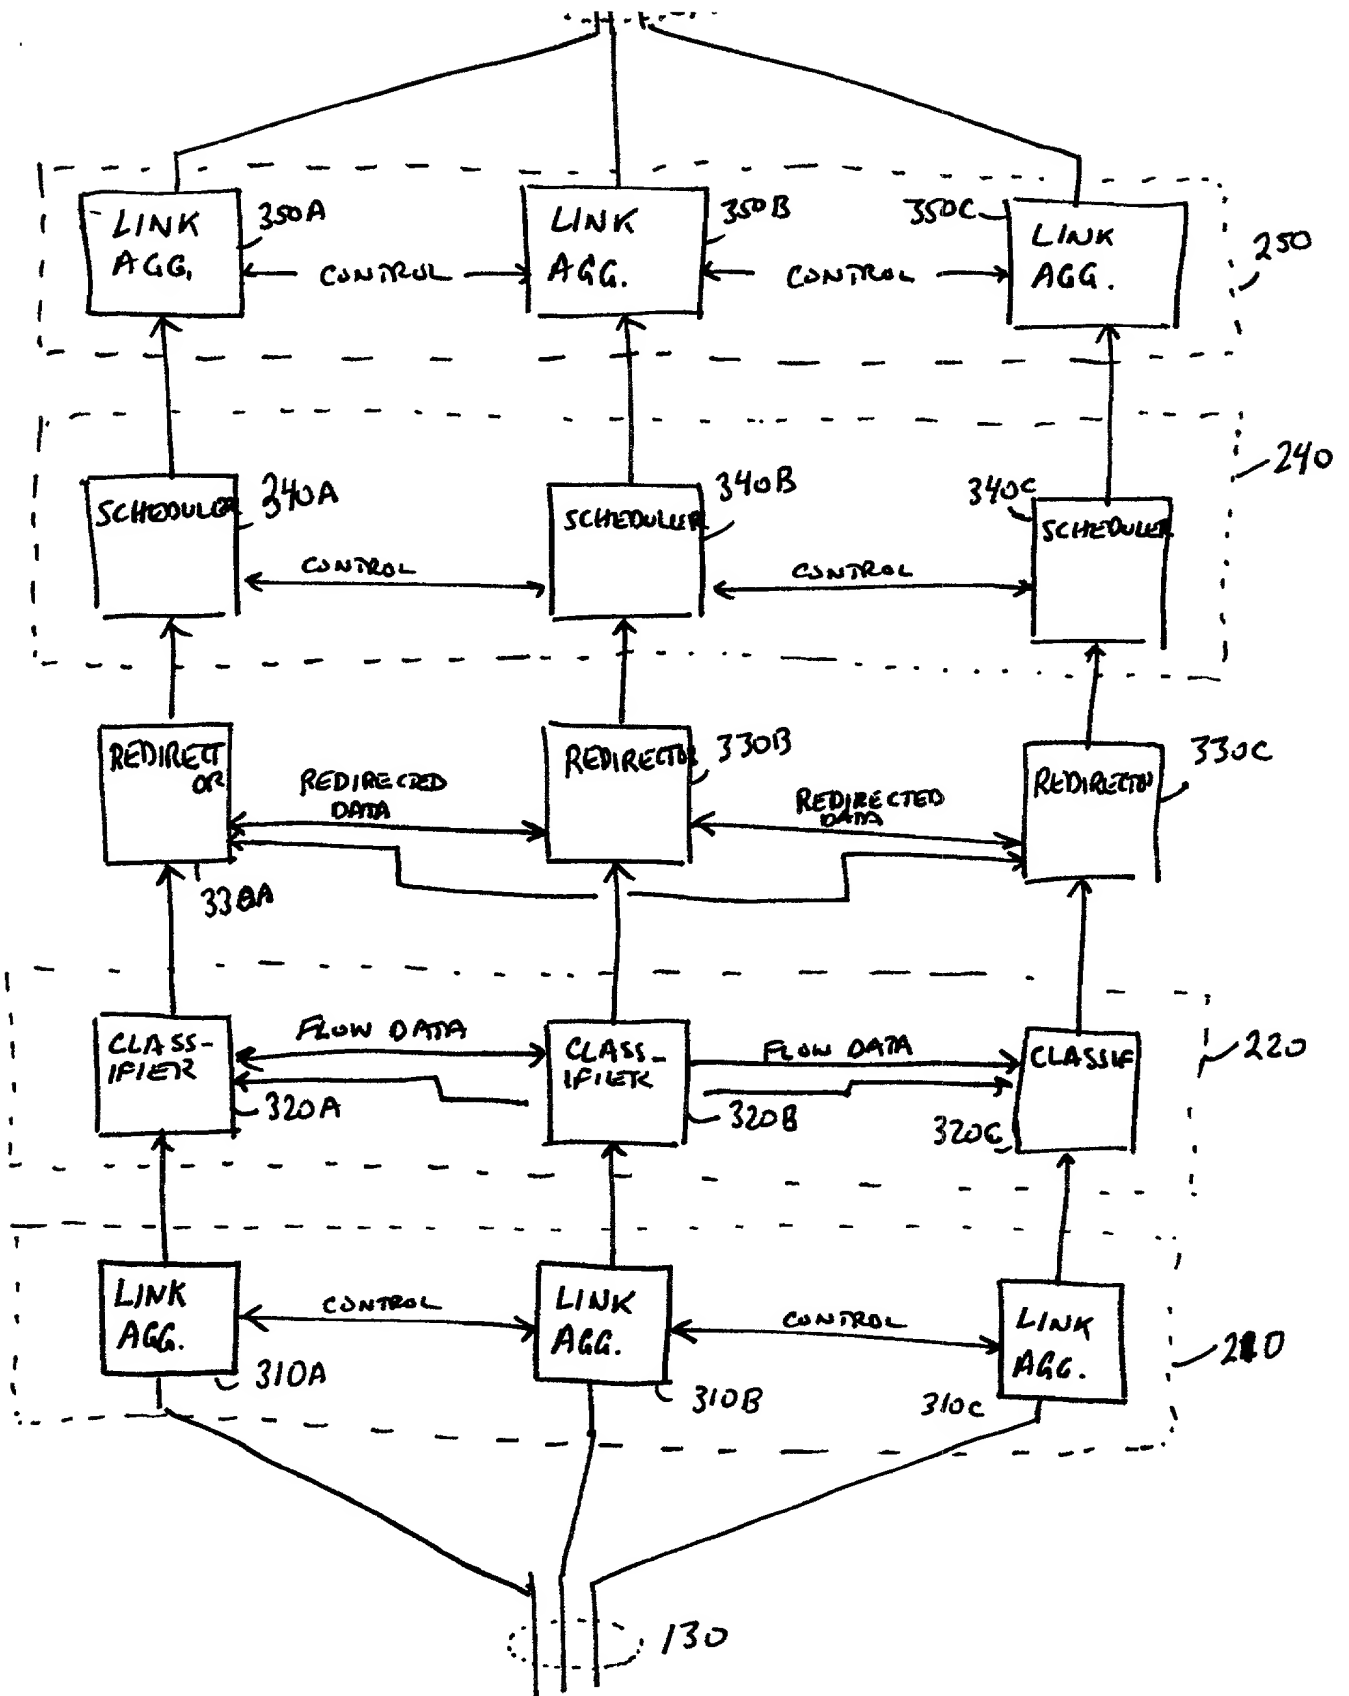 LINK
AGG.
350A
CONTROL
LINK
AGG.
350B
CONTROL
350C
LINK
AGG.
250
SCHEDULER
340A
CONTROL
SCHEDULER
340B
CONTROL
340C
SCHEDULER
240
REDIRECT
OR
330A
REDIRECTED
DATA
REDIRECTOR
330B
REDIRECTED
DATA
REDIRECTOR
330C
CLASS-
IFIER
320A
FLOW DATA
CLASS-
IFIER
320B
FLOW DATA
320C
CLASSIF
220
LINK
AGG.
310A
CONTROL
LINK
AGG.
310B
CONTROL
310C
LINK
AGG.
210
130